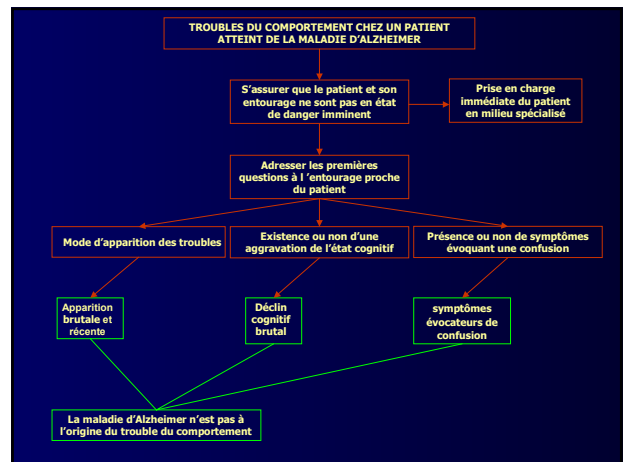 TROUBLES DU COMPORTEMENT CHEZ UN PATIENT
ATTEINT DE LA MALADIE D'ALZHEIMER
S'assurer que le patient et son
entourage ne sont pas en état
de danger imminent
Prise en charge
immédiate du patient
en milieu spécialisé
Adresser les premières
questions à l 'entourage proche
du patient
Mode d'apparition des troubles
Existence ou non d'une
aggravation de l'état cognitif
Présence ou non de symptômes
évoquant une confusion
Apparition
brutale et
récente
Déclin
cognitif
brutal
symptômes
évocateurs de
confusion
La maladie d'Alzheimer n'est pas à
l'origine du trouble du comportement